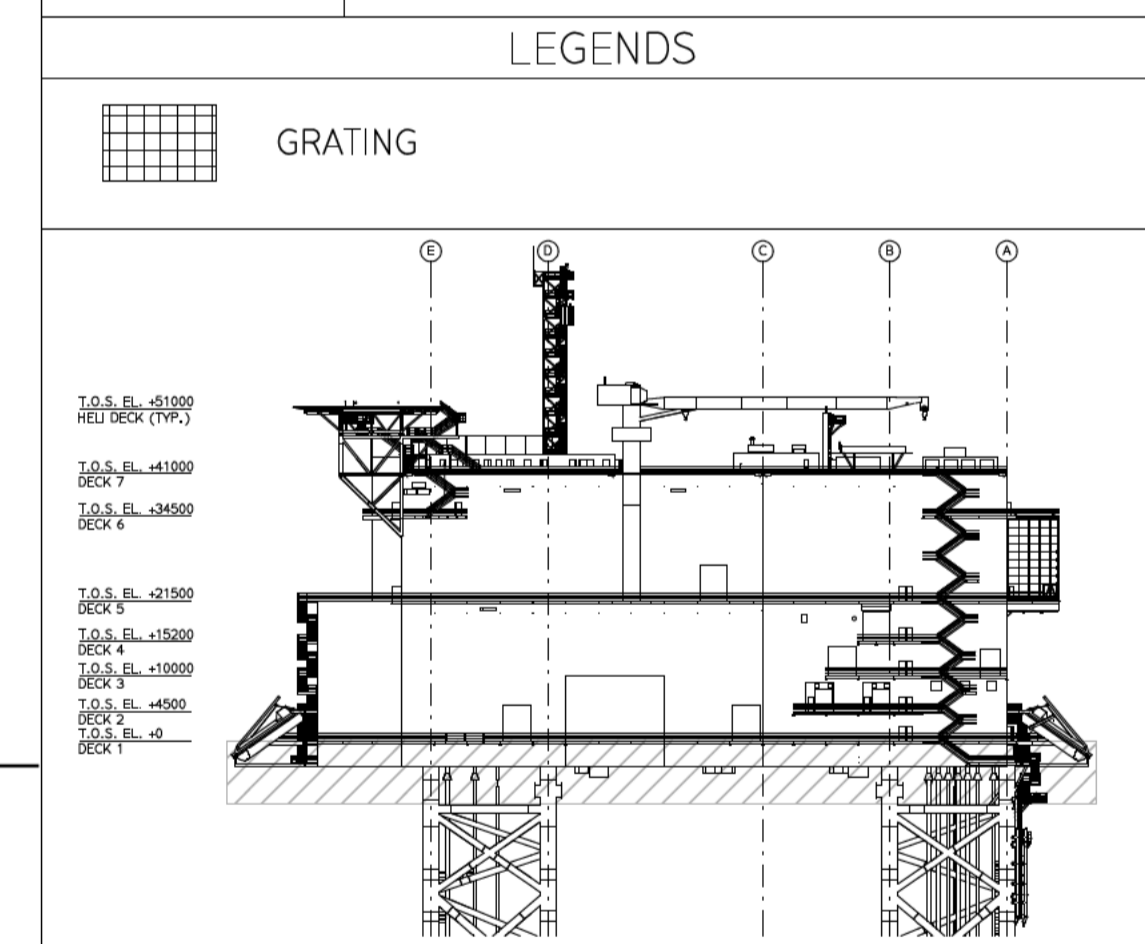 LEGENDS
GRATING
E D C B A
T.O.S. EL. +51000
HELI DECK (TYP.)
T.O.S. EL. +41000
DECK 7
T.O.S. EL. +34500
DECK 6
T.O.S. EL. +21500
DECK 5
T.O.S. EL. +15200
DECK 4
T.O.S. EL. +10000
DECK 3
T.O.S. EL. +4500
DECK 2
T.O.S. EL. +0
DECK 1